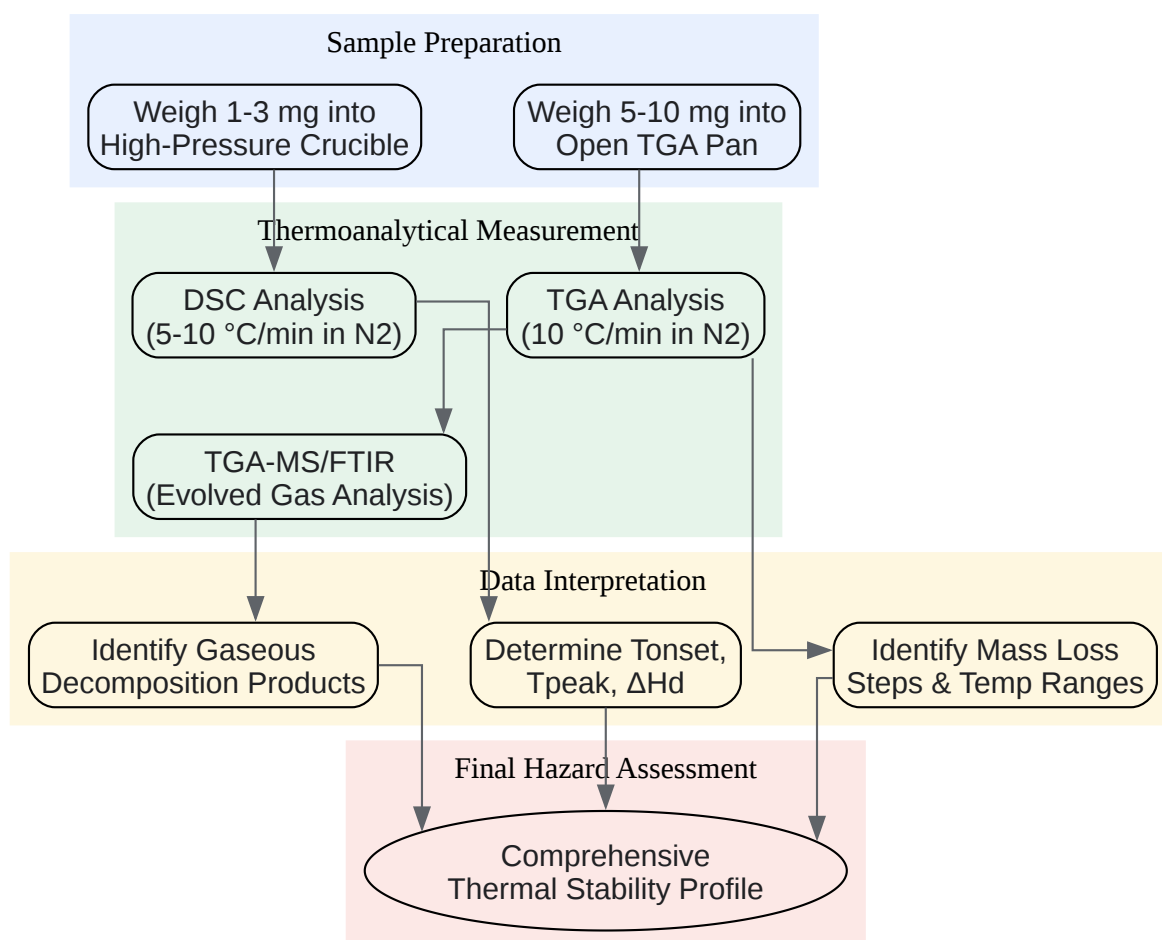 Sample Preparation
Weigh 1-3 mg into
High-Pressure Crucible
Weigh 5-10 mg into
Open TGA Pan
Thermoanalytical Measurement
DSC Analysis
(5-10 °C/min in N2)
TGA Analysis
(10 °C/min in N2)
TGA-MS/FTIR
(Evolved Gas Analysis)
Data Interpretation
Identify Gaseous
Decomposition Products
Determine Tonset,
Tpeak, ΔHd
Identify Mass Loss
Steps & Temp Ranges
Final Hazard Assessment
Comprehensive
Thermal Stability Profile